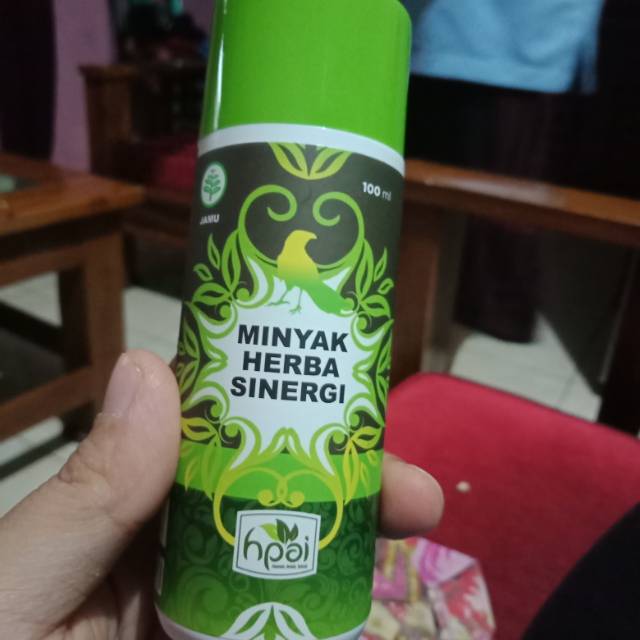 100 ml
JAMU
MINYAK
HERBA
SINERGI
hpai